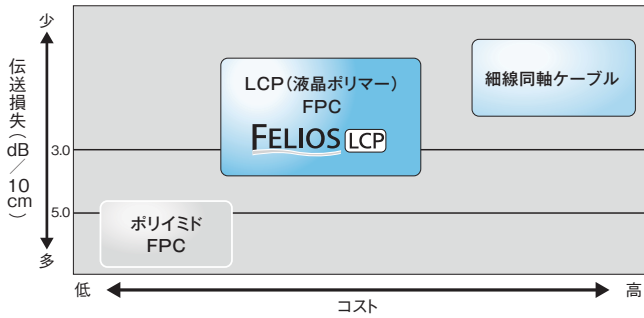 少
伝送損失(dB/10cm)
3.0
5.0
多
LCP(液晶ポリマー)
FPC
FELIOS LCP
細線同軸ケーブル
ポリイミド
FPC
低
高
コスト